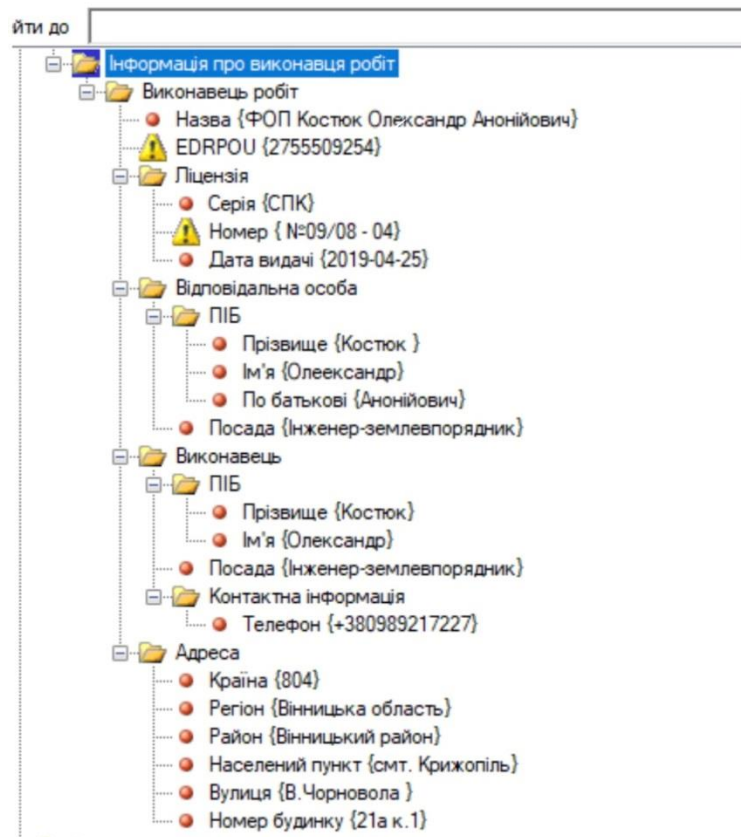 йти до
Інформація про виконавця робіт
Виконавець робіт
Назва {ФОП Костюк Олександр Анонійович}
EDRPOU {2755509254}
Ліцензія
Серія {СПК}
Номер { №09/08 - 04}
Дата видачі {2019-04-25}
Відповідальна особа
ПІБ
Прізвище {Костюк }
Ім'я {Олеександр}
По батькові {Анонійович}
Посада {Інженер-землевпорядник}
Виконавець
ПІБ
Прізвище {Костюк}
Ім'я {Олександр}
Посада {Інженер-землевпорядник}
Контактна інформація
Телефон {+380989217227}
Адреса
Країна {804}
Регіон {Вінницька область}
Район {Вінницький район}
Населений пункт {смт. Крижопіль}
Вулиця {В.Чорновола }
Номер будинку {21а к.1}